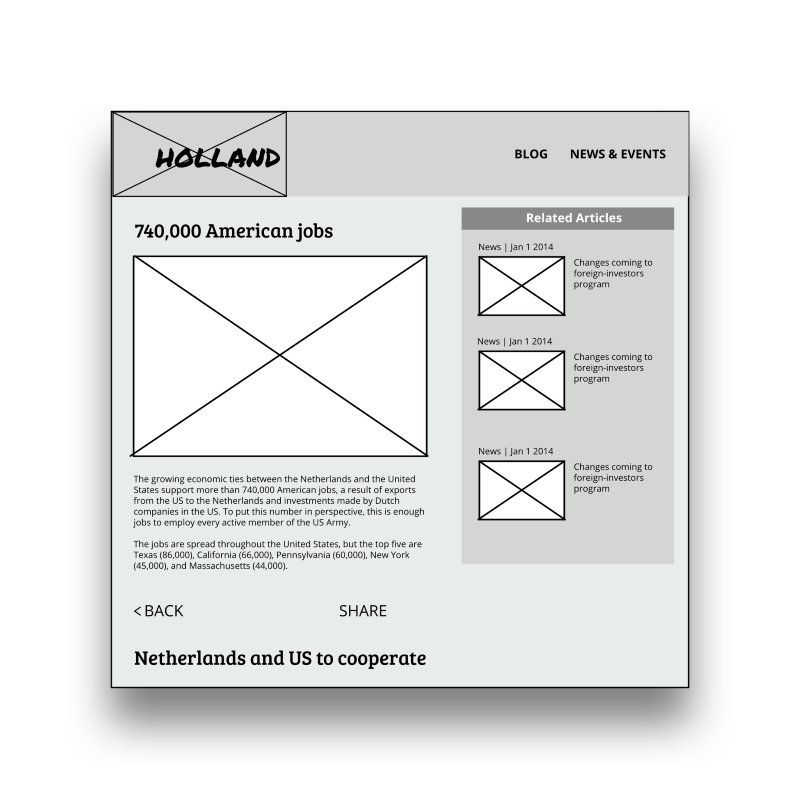 HOLLAND
BLOG
NEWS & EVENTS
740,000 American jobs
The growing economic ties between the Netherlands and the United
States support more than 740,000 American jobs, a result of exports
from the US to the Netherlands and investments made by Dutch
companies in the US. To put this number in perspective, this is enough
jobs to employ every active member of the US Army.
The jobs are spread throughout the United States, but the top five are
Texas (86,000), California (66,000), Pennsylvania (60,000), New York
(45,000), and Massachusetts (44,000).
< BACK
SHARE
Netherlands and US to cooperate
Related Articles
News | Jan 1 2014
Changes coming to
foreign-investors
program
News | Jan 1 2014
Changes coming to
foreign-investors
program
News | Jan 1 2014
Changes coming to
foreign-investors
program